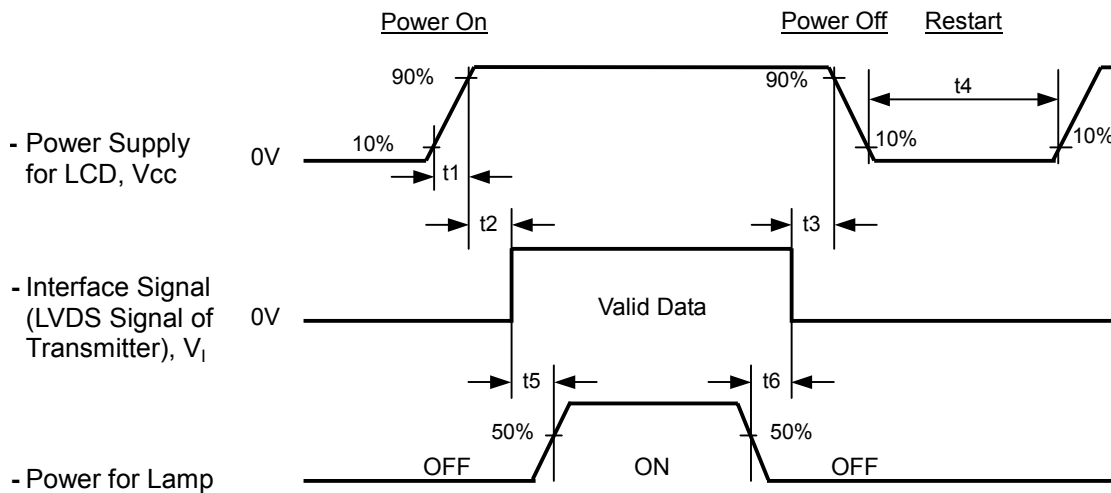 Power On
Power Off Restart
90%
90%
t4
- Power Supply
for LCD, Vcc
0V
10%
10%
10%
t1
t2
t3
- Interface Signal
(LVDS Signal of
Transmitter), VI
0V
Valid Data
t5
t6
50%
50%
- Power for Lamp
OFF
ON
OFF